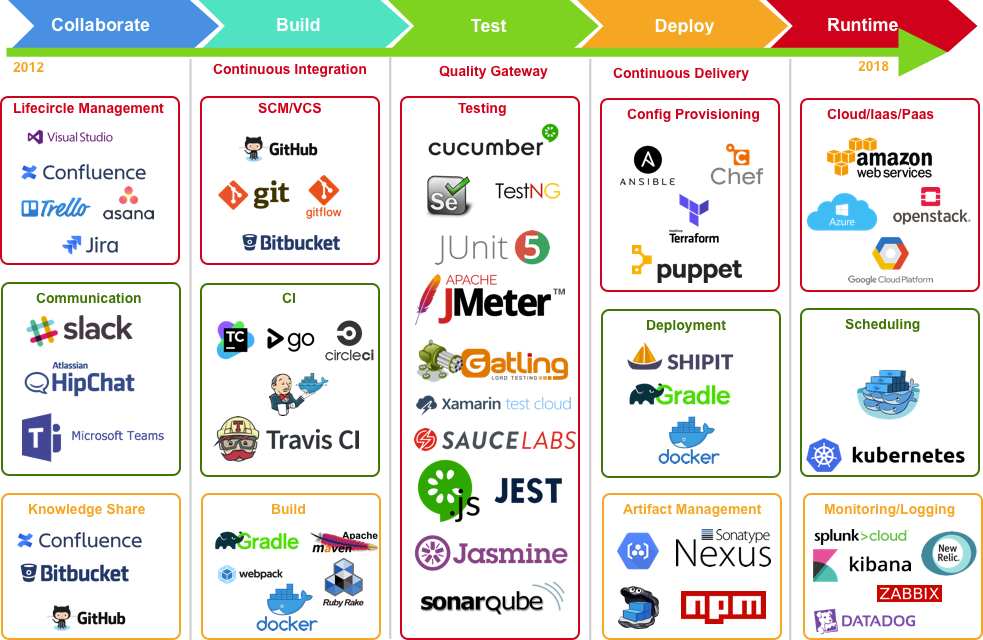 Collaborate
Build
Test
Deploy
Runtime
2012
Continuous Integration
Quality Gateway
Continuous Delivery
2018
Lifecircle Management
Visual Studio
Confluence
Trello
asana
Jira
Communication
slack
Atlassian
HipChat
T
Microsoft Teams
Knowledge Share
Confluence
Bitbucket
GitHub
SCM/VCS
GitHub
git
gitflow
Bitbucket
CI
TC
go
circleci
Travis CI
Build
Gradle
Apache
maven
webpack
Ruby Rake
docker
Testing
cucumber
Se
TestNG
JUnit 5
APACHE
JMeter™
Gatling
LOAD TESTING
Xamarin test cloud
SAUCE LABS
.js
JEST
Jasmine
sonarqube
Config Provisioning
A
ANSIBLE
Chef
HashiCorp
Terraform
puppet
Deployment
SHIPIT
Gradle
docker
Artifact Management
Sonatype
Nexus
npm
Cloud/Iaas/Paas
amazon
web services
Azure
openstack.
Google Cloud Platform
Scheduling
kubernetes
Monitoring/Logging
splunk>cloud
kibana
New
Relic.
ZABBIX
DATADOG